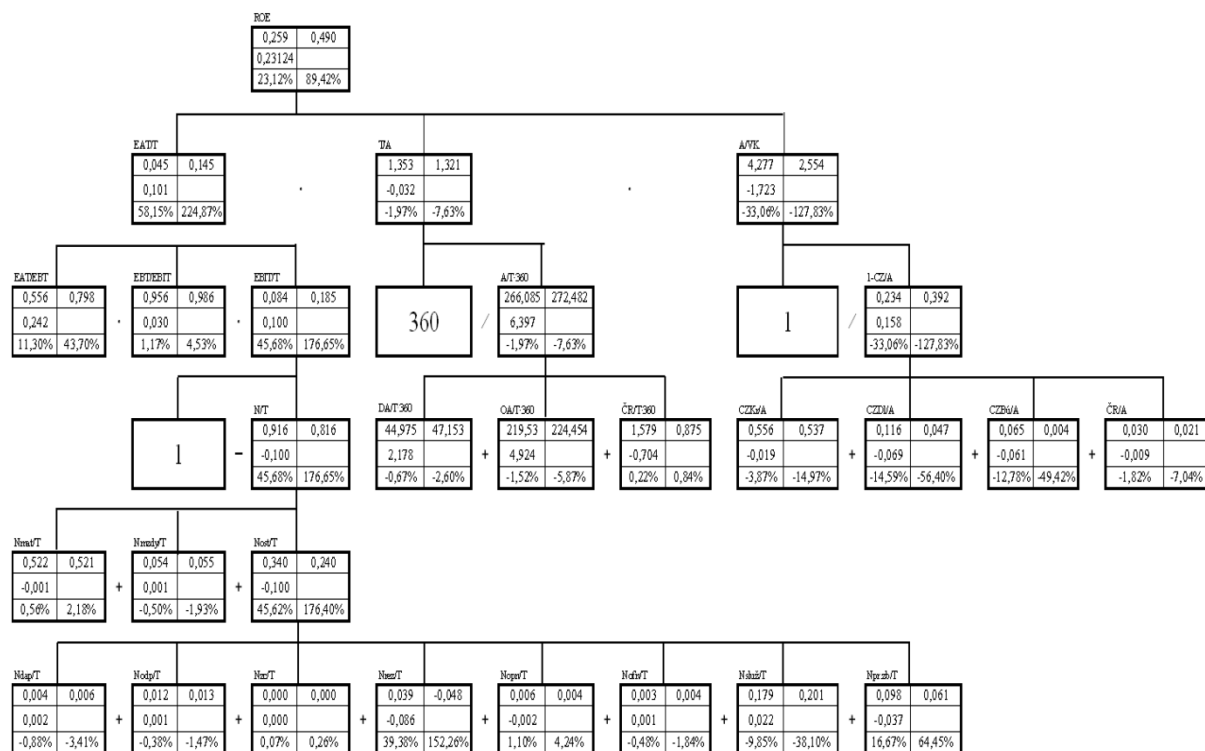 ROE
0,259 0,490
0,23124
23,12% 89,42%
EAT/T T/A A/VK
0,045 0,145 1,353 1,321 4,277 2,554
0,101 · -0,032 · -1,723
58,15% 224,87% -1,97% -7,63% -33,06% -127,83%
EAT/EBT EBT/EBIT EBIT/T A/T·360 1-CZ/A
0,556 0,798 0,956 0,986 0,084 0,185 266,085 272,482 0,234 0,392
0,242 · 0,030 · 0,100 360 / 6,397 1 / 0,158
11,30% 43,70% 1,17% 4,53% 45,68% 176,65% -1,97% -7,63% -33,06% -127,83%
N/T DA/T·360 OA/T·360 ČR/T·360 CZKr/A CZDl/A CZBú/A ČR/A
0,916 0,816 44,975 47,153 219,53 224,454 1,579 0,875 0,556 0,537 0,116 0,047 0,065 0,004 0,030 0,021
1 - -0,100 2,178 + 4,924 + -0,704 -0,019 + -0,069 + -0,061 + -0,009
45,68% 176,65% -0,67% -2,60% -1,52% -5,87% 0,22% 0,84% -3,87% -14,97% -14,59% -56,40% -12,78% -49,42% -1,82% -7,04%
Nmat/T Nmzdy/T Nost/T
0,522 0,521 0,054 0,055 0,340 0,240
-0,001 + 0,001 + -0,100
0,56% 2,18% -0,50% -1,93% 45,62% 176,40%
Ndap/T Nodp/T Nzc/T Nrez/T Nopr/T Nofin/T Nsluž/T Npr.zb/T
0,004 0,006 0,012 0,013 0,000 0,000 0,039 -0,048 0,006 0,004 0,003 0,004 0,179 0,201 0,098 0,061
0,002 + 0,001 + 0,000 + -0,086 + -0,002 + 0,001 + 0,022 + -0,037
-0,88% -3,41% -0,38% -1,47% 0,07% 0,26% 39,38% 152,26% 1,10% 4,24% -0,48% -1,84% -9,85% -38,10% 16,67% 64,45%